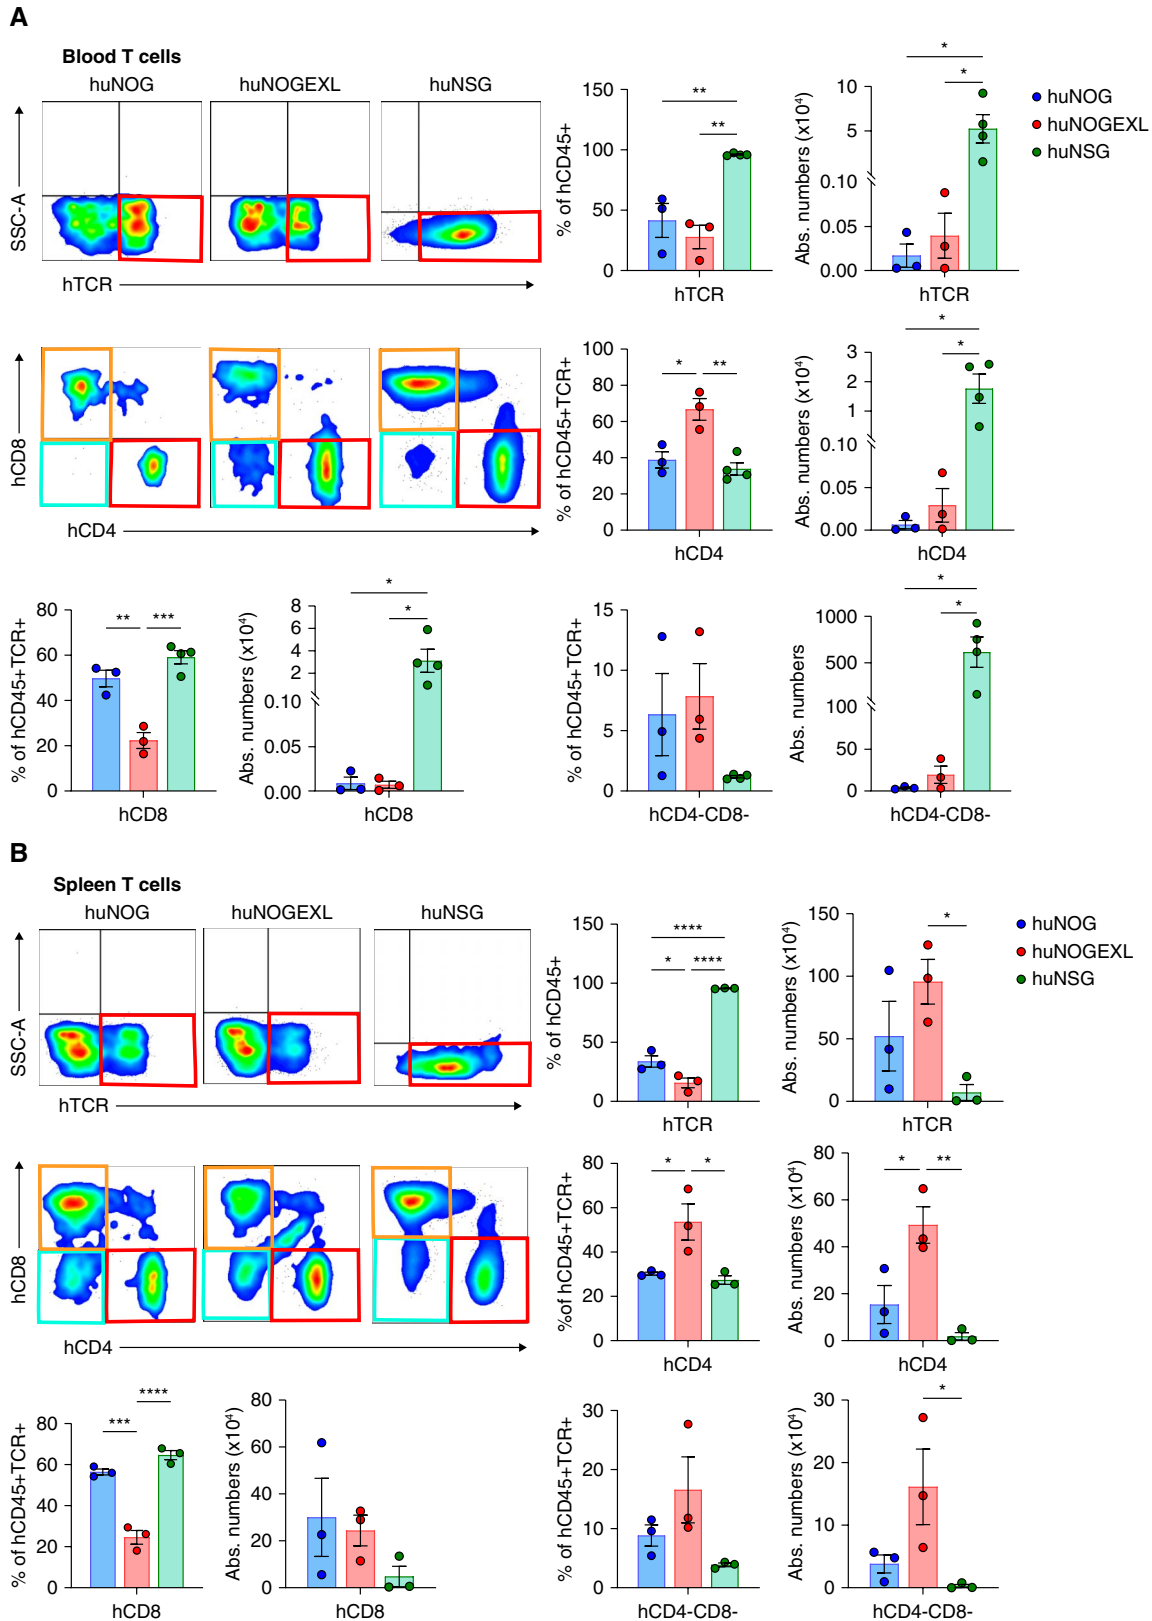 A
Blood T cells
huNOG
huNOGEXL
huNSG
SSC-A
hTCR
% of hCD45+
150
100
50
0
**
**
hTCR
Abs. numbers (x10⁴)
10
5
0.10
0.05
0.00
*
*
hTCR
huNOG
huNOGEXL
huNSG
hCD8
hCD4
% of hCD45+TCR+
100
80
60
40
20
0
*
**
hCD4
Abs. numbers (x10⁴)
3
2
1
0.10
0.05
0.00
*
*
hCD4
% of hCD45+TCR+
80
60
40
20
0
**
***
hCD8
Abs. numbers (x10⁴)
8
6
4
2
0.10
0.05
0.00
*
*
hCD8
% of hCD45+TCR+
15
10
5
0
hCD4-CD8-
Abs. numbers
1000
500
100
50
0
*
*
hCD4-CD8-
B
Spleen T cells
huNOG
huNOGEXL
huNSG
SSC-A
hTCR
% of hCD45+
150
100
50
0
****
*
****
hTCR
Abs. numbers (x10⁴)
150
100
50
0
*
hTCR
huNOG
huNOGEXL
huNSG
hCD8
hCD4
%of hCD45+TCR+
80
60
40
20
0
*
*
hCD4
Abs. numbers (x10⁴)
80
60
40
20
0
*
**
hCD4
% of hCD45+TCR+
80
60
40
20
0
***
****
hCD8
Abs. numbers (x10⁴)
80
60
40
20
0
hCD8
% of hCD45+TCR+
30
20
10
0
hCD4-CD8-
Abs. numbers (x10⁴)
30
20
10
0
*
hCD4-CD8-